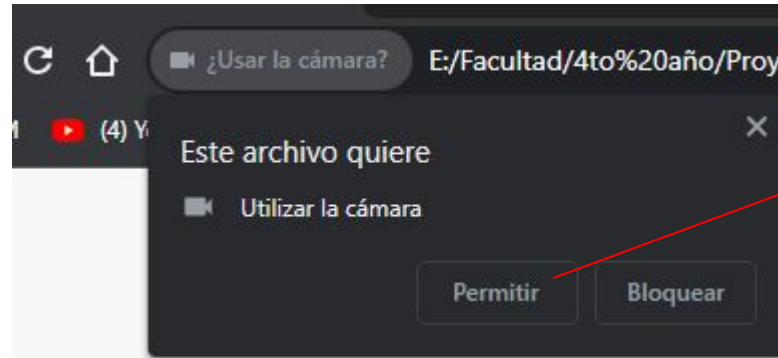 ¿Usar la cámara? E:/Facultad/4to%20año/Proy
(4) Y
Este archivo quiere
Utilizar la cámara
Permitir Bloquear